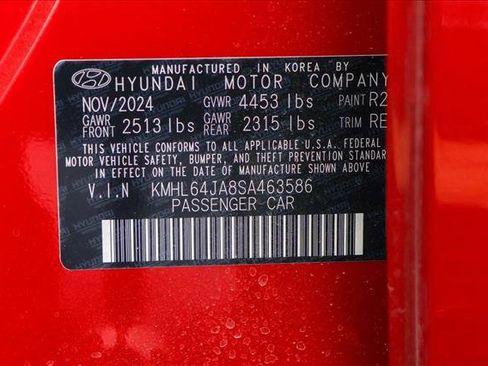 MANUFACTURED IN KOREA BY
HYUNDAI MOTOR COMPANY
NOV/2024 GVWR 4453 lbs PAINT R2
GAWR FRONT 2513 lbs GAWR REAR 2315 lbs TRIM RE
THIS VEHICLE CONFORMS TO ALL APPLICABLE U.S.A. FEDERAL
MOTOR VEHICLE SAFETY, BUMPER, AND THEFT PREVENTION STANDARDS
IN EFFECT ON THE DATE OF MANUFACTURE SHOWN ABOVE
V.I.N KMHL64JA8SA463586
PASSENGER CAR